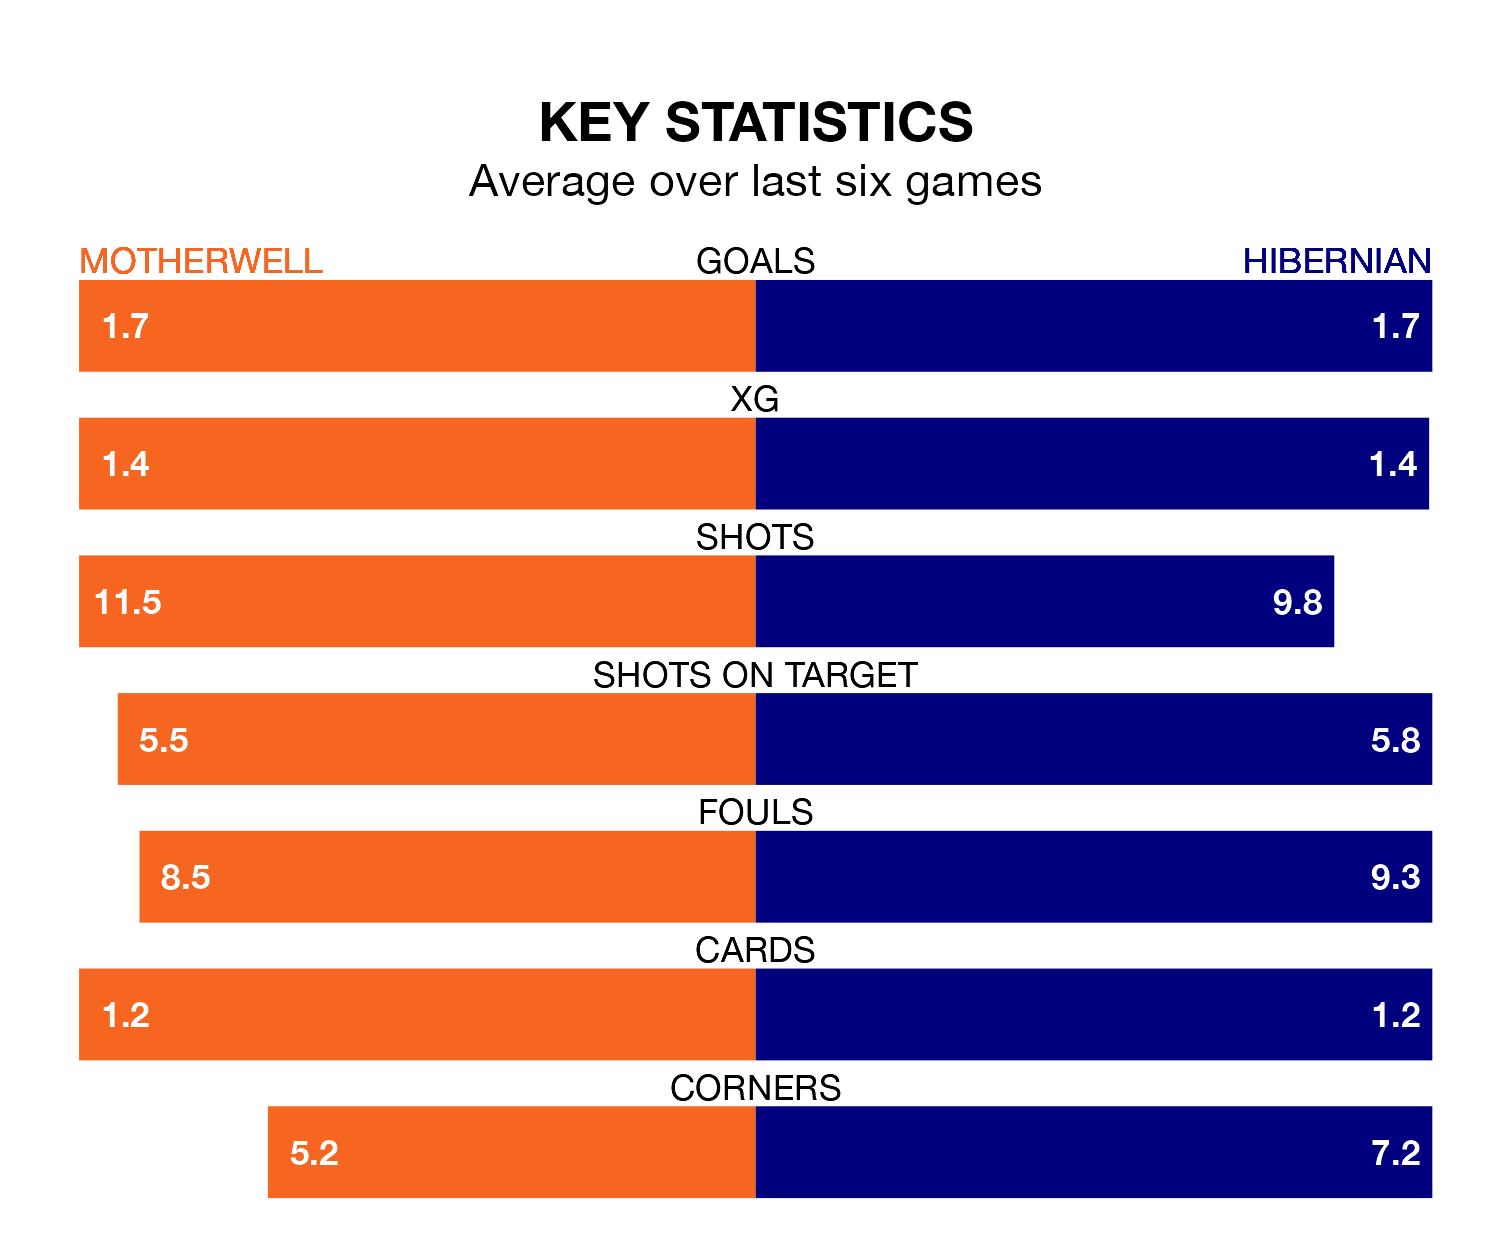 KEY STATISTICS
Average over last six games
MOTHERWELL GOALS HIBERNIAN
1.7 1.7
XG
1.4 1.4
SHOTS
11.5 9.8
SHOTS ON TARGET
5.5 5.8
FOULS
8.5 9.3
CARDS
1.2 1.2
CORNERS
5.2 7.2